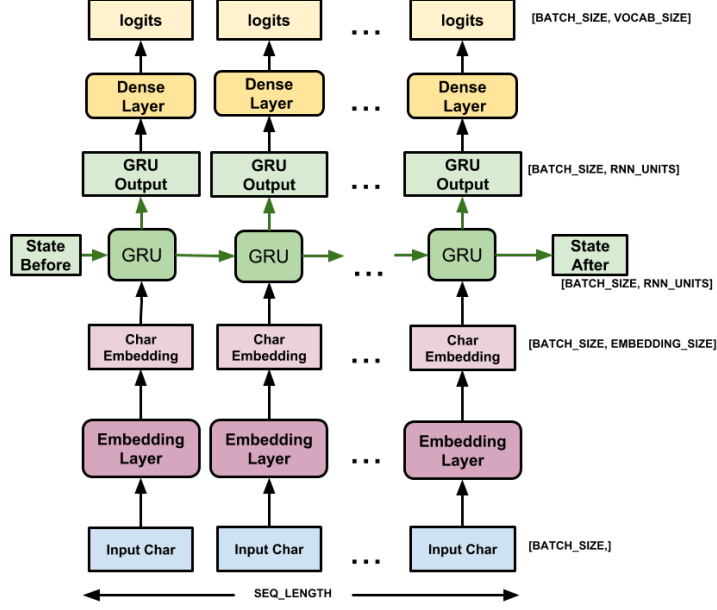 logits logits ... logits [BATCH_SIZE, VOCAB_SIZE]
Dense Dense Dense
Layer Layer ... Layer
GRU GRU GRU [BATCH_SIZE, RNN_UNITS]
Output Output ... Output
State GRU GRU ... GRU State
Before After
[BATCH_SIZE, RNN_UNITS]
Char Char Char [BATCH_SIZE, EMBEDDING_SIZE]
Embedding Embedding ... Embedding
Embedding Embedding Embedding
Layer Layer ... Layer
Input Char Input Char ... Input Char [BATCH_SIZE,]
SEQ_LENGTH